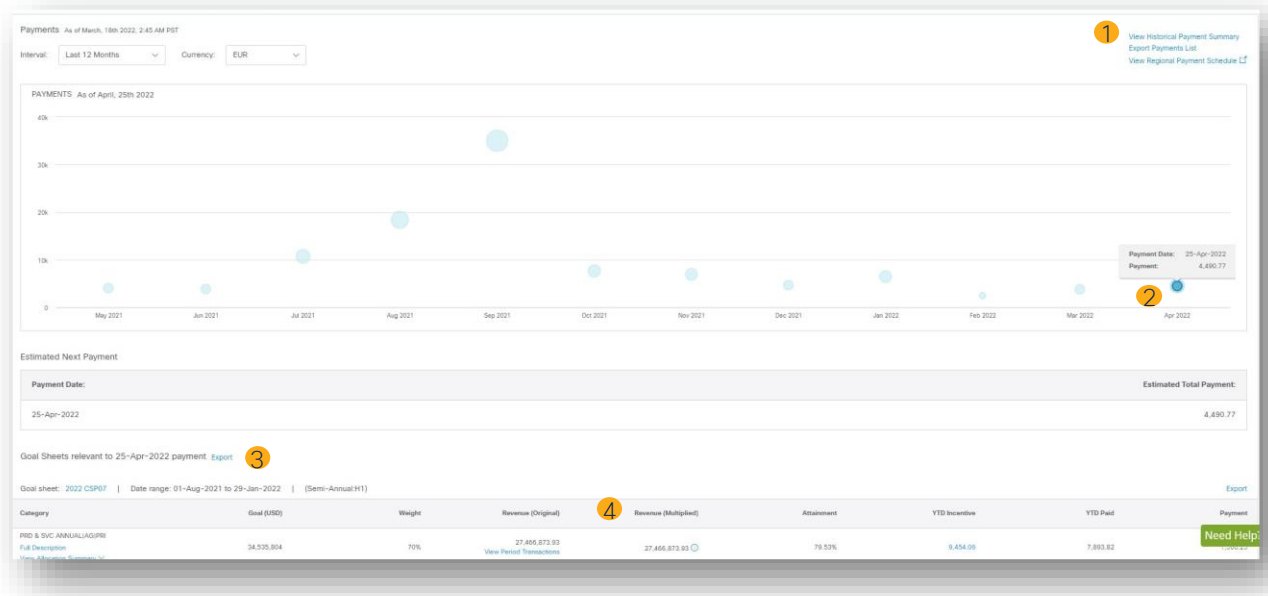 Payments As of March, 18th 2022, 2:45 AM PST
1
View Historical Payment Summary
Export Payments List
View Regional Payment Schedule
Interval: Last 12 Months Currency: EUR
PAYMENTS As of April, 25th 2022
40k
30k
20k
10k
0
Payment Date: 25-Apr-2022
Payment: 4,490.77
2
May 2021 Jun 2021 Jul 2021 Aug 2021 Sep 2021 Oct 2021 Nov 2021 Dec 2021 Jan 2022 Feb 2022 Mar 2022 Apr 2022
Estimated Next Payment
Payment Date: Estimated Total Payment:
25-Apr-2022 4,490.77
Goal Sheets relevant to 25-Apr-2022 payment Export 3
Goal sheet: 2022 CSP07 | Date range: 01-Aug-2021 to 29-Jan-2022 | (Semi-Annual:H1) Export
Category Goal (USD) Weight Revenue (Original) 4 Revenue (Multiplied) Attainment YTD Incentive YTD Paid Payment
PRD & SVC ANNUAL|AG|PRI
Full Description
View Allocation Summary
34,535,804 70% 27,466,873.93
View Period Transactions
27,466,873.93 79.53% 9,454.06 7,893.82
Need Help?